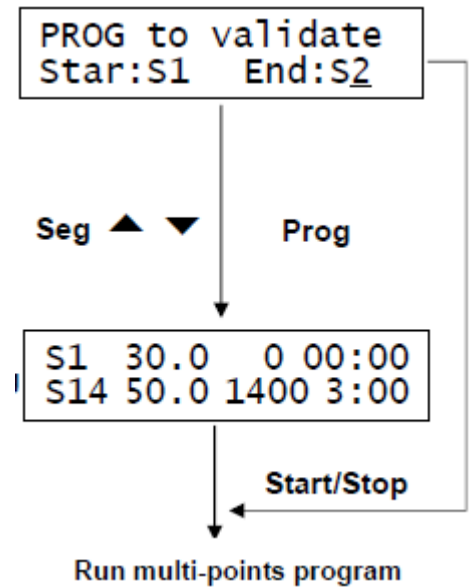 PROG to validate
Star:S1 End:S2
Seg ▲ ▼ Prog
S1 30.0 0 00:00
S14 50.0 1400 3:00
Start/Stop
Run multi-points program